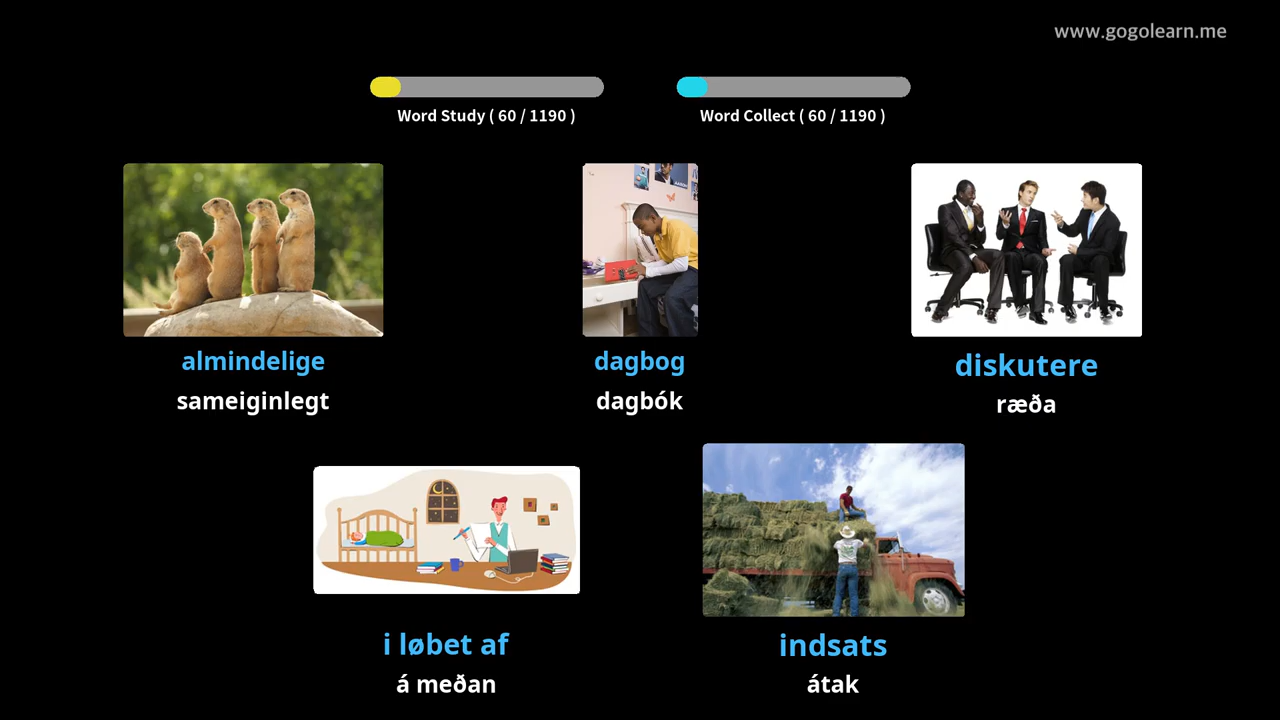 www.gogolearn.me
Word Study ( 60 / 1190 )
Word Collect ( 60 / 1190 )
almindelige
sameiginlegt
dagbog
dagbók
diskutere
ræða
i løbet af
á meðan
indsats
átak